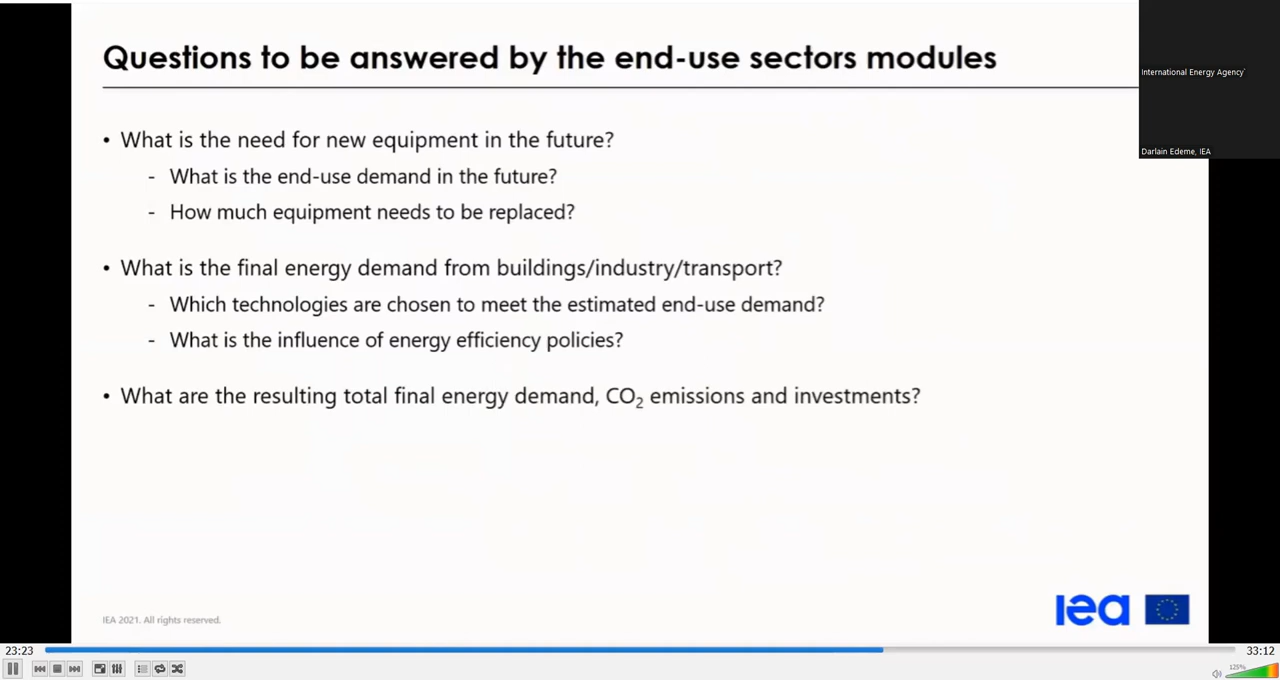 Questions to be answered by the end-use sectors modules
International Energy Agency'
Darlain Edeme, IEA
• What is the need for new equipment in the future?
- What is the end-use demand in the future?
- How much equipment needs to be replaced?
• What is the final energy demand from buildings/industry/transport?
- Which technologies are chosen to meet the estimated end-use demand?
- What is the influence of energy efficiency policies?
• What are the resulting total final energy demand, CO₂ emissions and investments?
IEA 2021. All rights reserved.
iea
23:23
33:12
125%